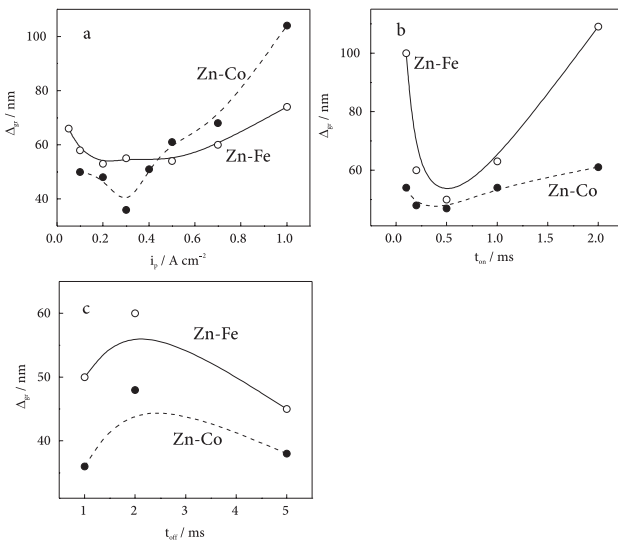 a
100
80
60
40
Δgr / nm
Zn-Co
Zn-Fe
0.0 0.2 0.4 0.6 0.8 1.0
ip / A cm⁻²
b
100
80
60
Δgr / nm
Zn-Fe
Zn-Co
0.0 0.5 1.0 1.5 2.0
ton / ms
c
60
50
40
Δgr / nm
Zn-Fe
Zn-Co
1 2 3 4 5
toff / ms